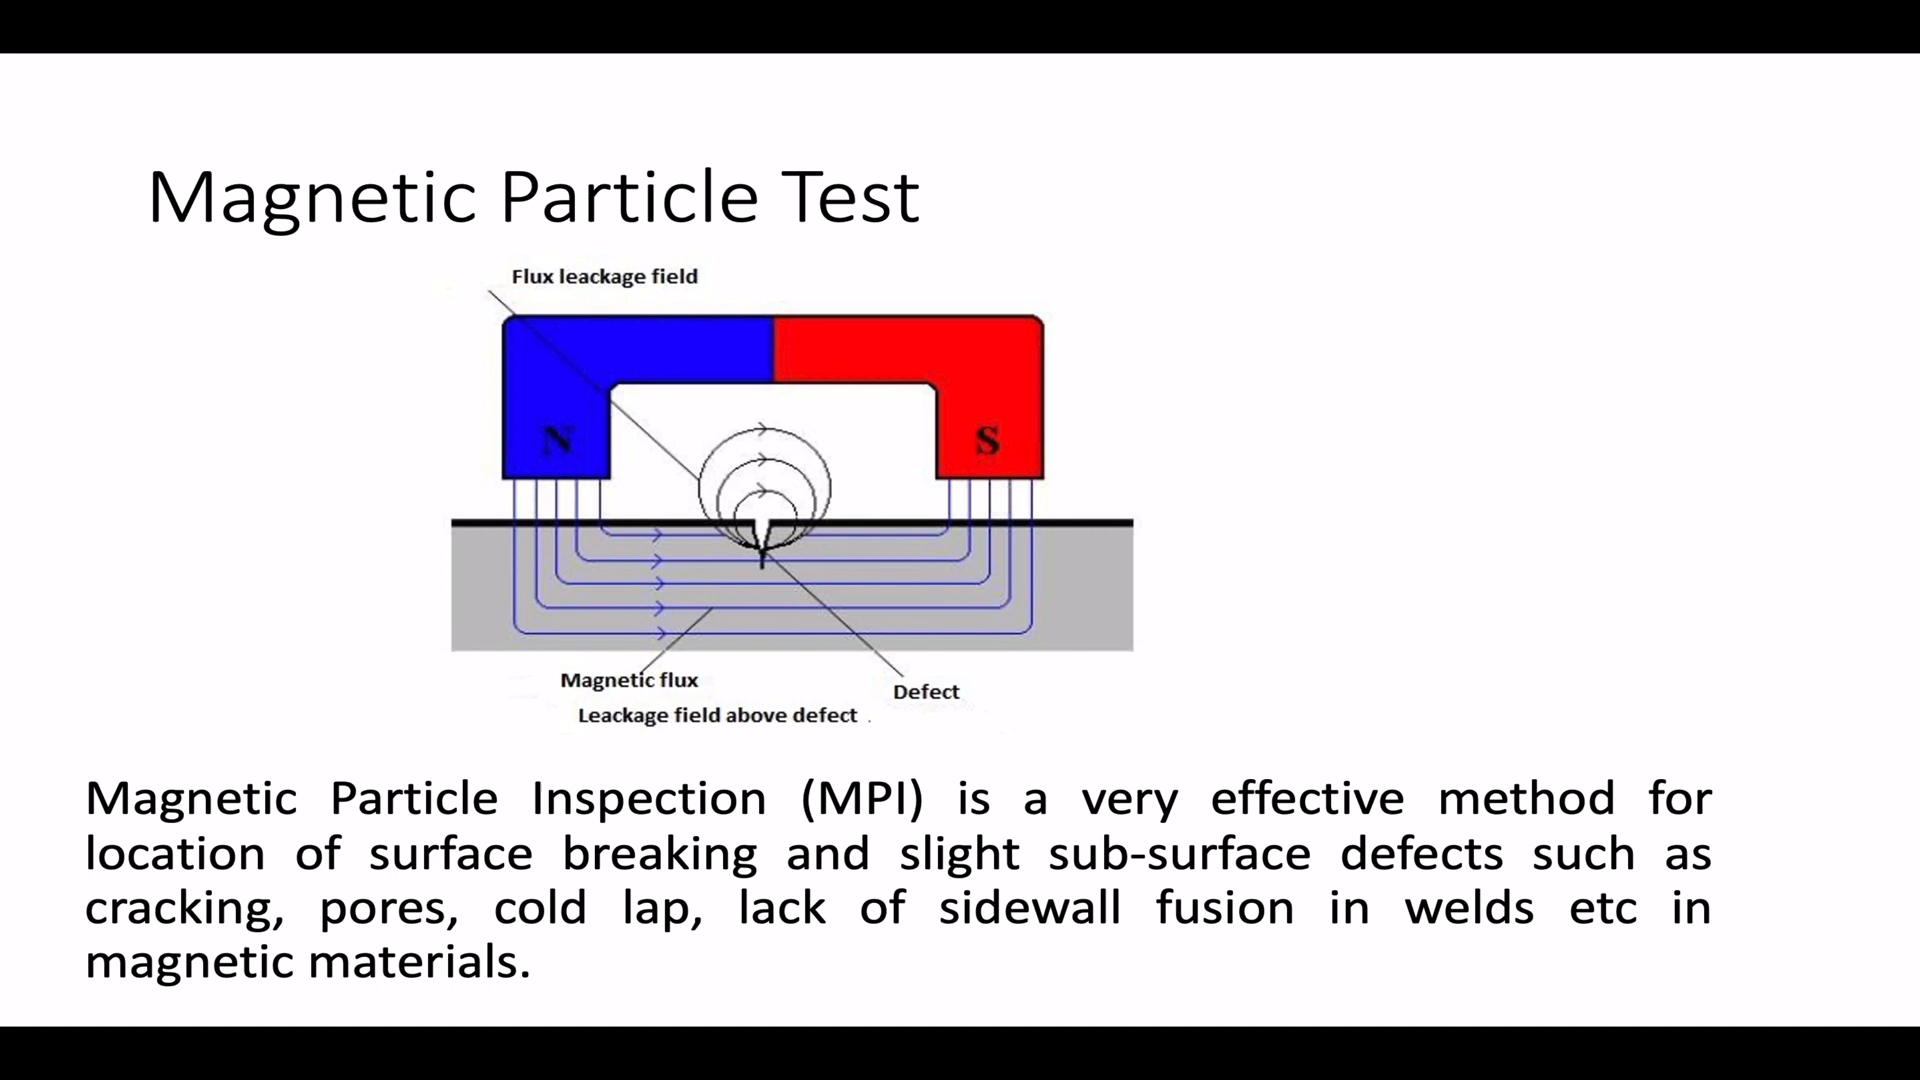 Magnetic Particle Test
Flux leackage field
N
S
Magnetic flux
Defect
Leackage field above defect .
Magnetic Particle Inspection (MPI) is a very effective method for
location of surface breaking and slight sub-surface defects such as
cracking, pores, cold lap, lack of sidewall fusion in welds etc in
magnetic materials.